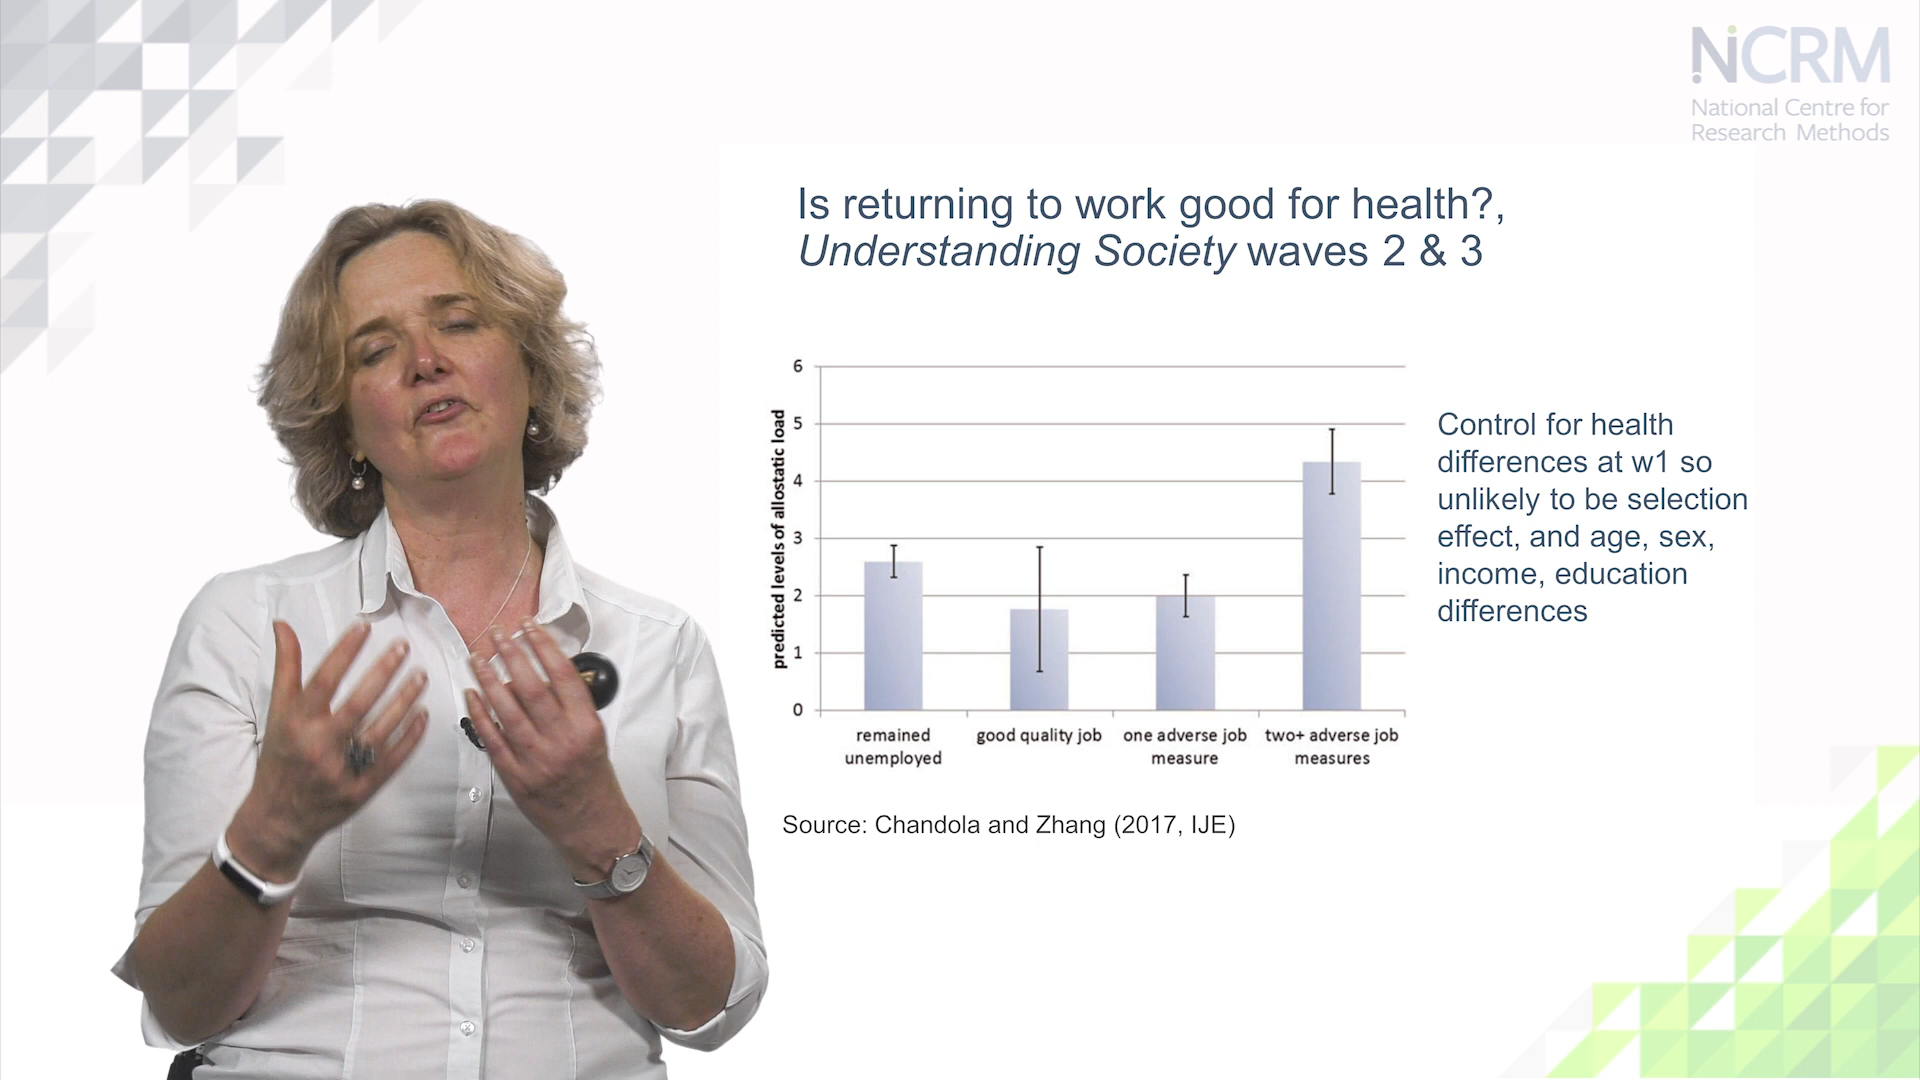 NCRM
National Centre for
Research Methods
Is returning to work good for health?,
Understanding Society waves 2 & 3
predicted levels of allostatic load
6
5
4
3
2
1
0
remained
unemployed
good quality job
one adverse job
measure
two+ adverse job
measures
Control for health
differences at w1 so
unlikely to be selection
effect, and age, sex,
income, education
differences
Source: Chandola and Zhang (2017, IJE)